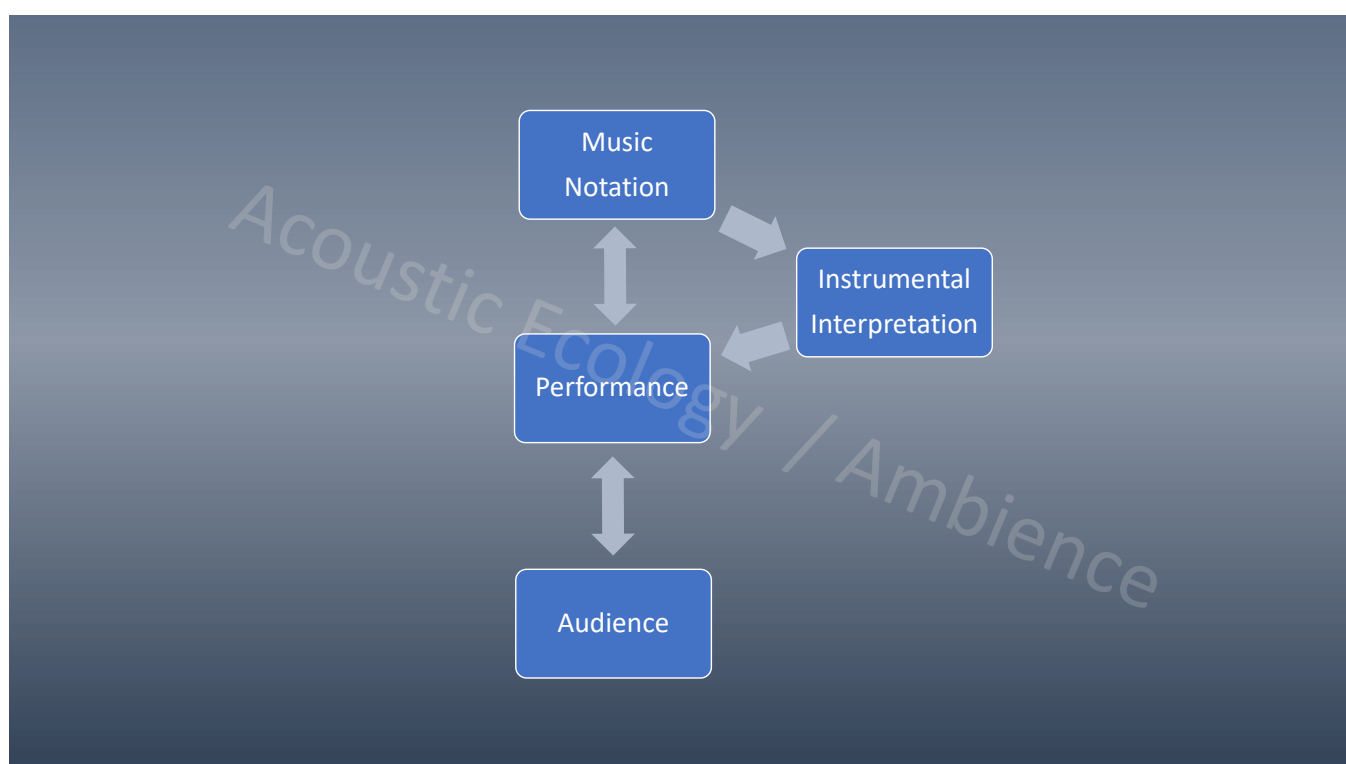 Music
Notation
Instrumental
Interpretation
Performance
Audience
Acoustic Ecology / Ambience